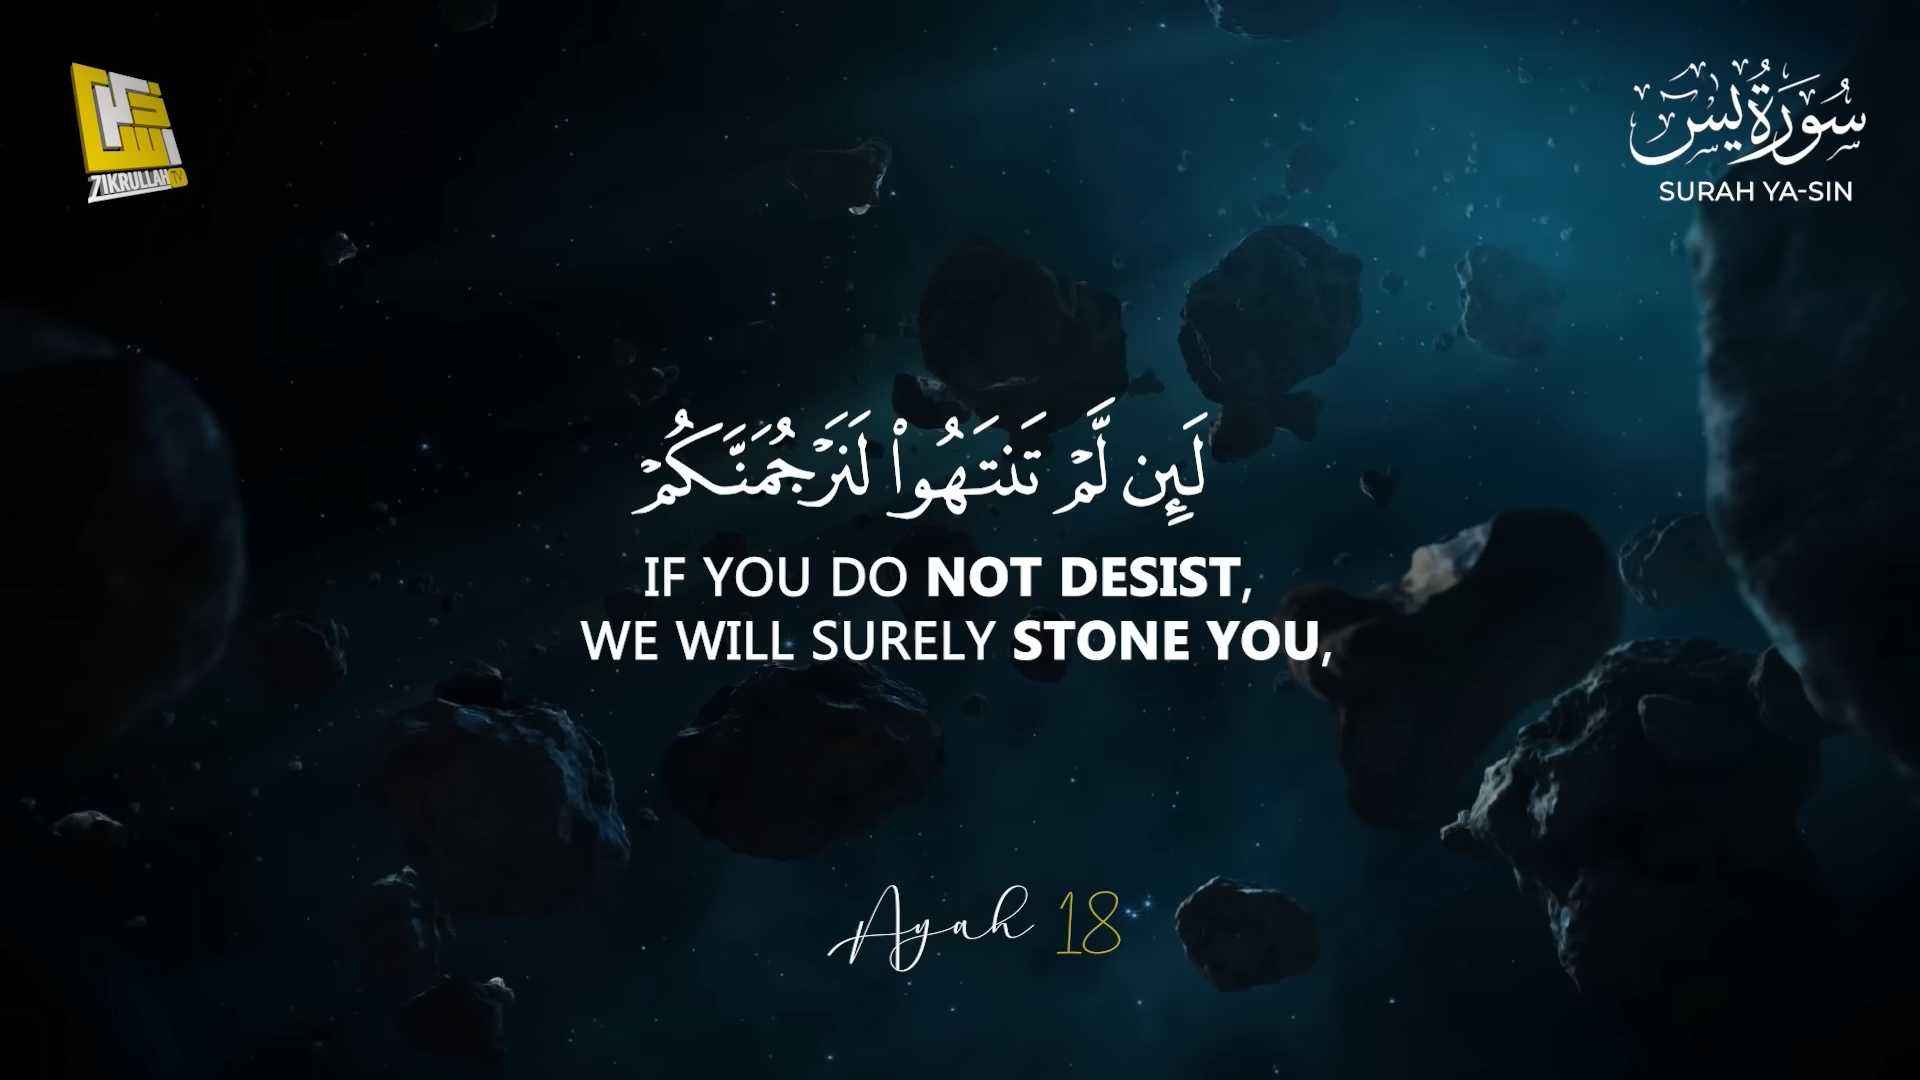 ZIKRULLAH TV
سُورَةُ يسٓ
SURAH YA-SIN
لَئِن لَّمْ تَنتَهُوا۟ لَنَرْجُمَنَّكُمْ
IF YOU DO NOT DESIST,
WE WILL SURELY STONE YOU,
Ayah 18